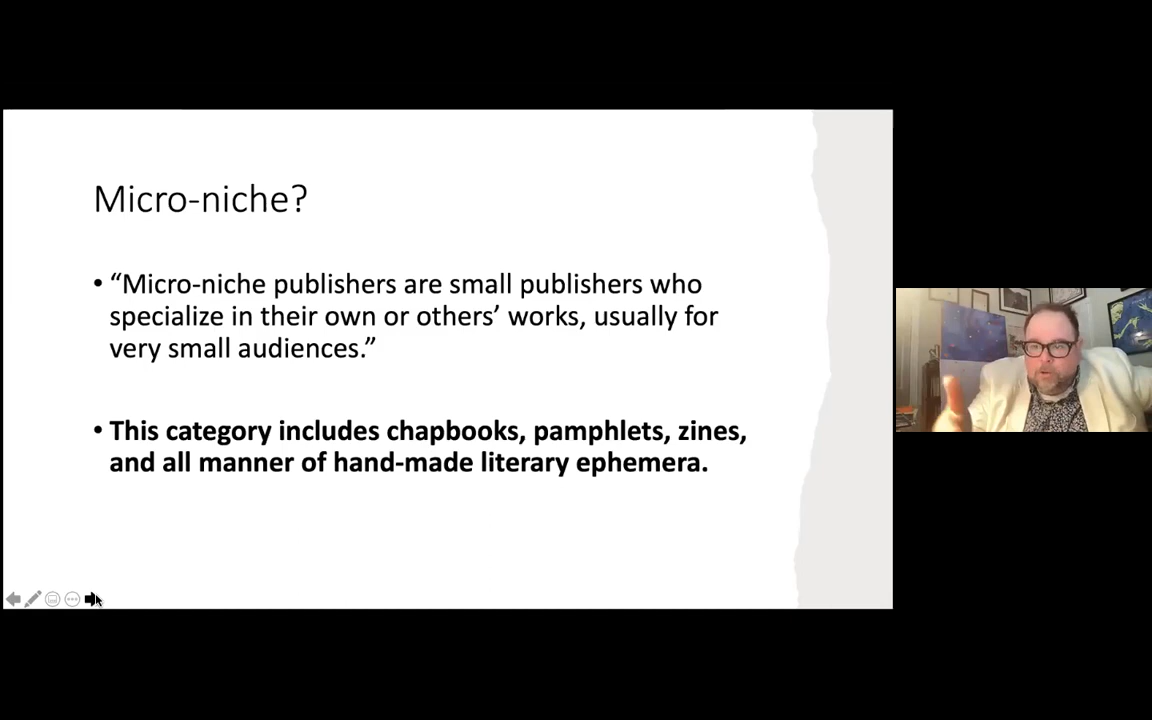 Micro-niche?
• “Micro-niche publishers are small publishers who
specialize in their own or others’ works, usually for
very small audiences.”
• This category includes chapbooks, pamphlets, zines,
and all manner of hand-made literary ephemera.